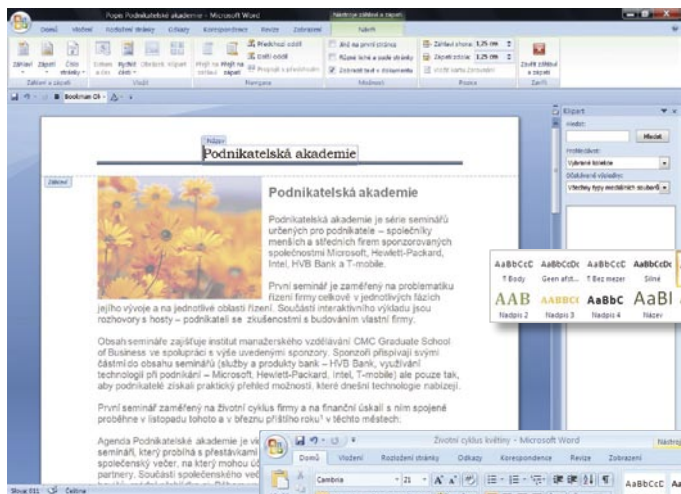 Popis Podnikatelské akademie - Microsoft Word
Nástroje záhlaví a zápatí
Domů Vložení Rozložení stránky Odkazy Korespondence Revize Zobrazení Návrh
Předchozí oddíl
Další oddíl
Jiné na první stránce
Různé liché a sudé stránky
Zobrazit text v dokumentu
Záhlaví shora: 1,25 cm
Zápatí zdola: 1,25 cm
Vložit kartu Zarovnání
Záhlaví Zápatí Číslo stránky
Datum a čas Rychlé části Obrázek Klipart
Přejít na záhlaví Přejít na zápatí
Zavřít záhlaví a zápatí
Záhlaví a zápatí Vložit Navigace Možnosti Pozice Zavřít
Bookman Ol
Název
Podnikatelská akademie
Záhlaví
Podnikatelská akademie
Podnikatelská akademie je série seminářů
určených pro podnikatele – společníky
menších a středních firem sponzorovaných
společnostmi Microsoft, Hewlett-Packard,
Intel, HVB Bank a T-mobile.
První seminář je zaměřený na problematiku
řízení firmy celkově v jednotlivých fázích
jejího vývoje a na jednotlivé oblasti řízení. Součástí interaktivního výkladu jsou
rozhovory s hosty – podnikateli se zkušenostmi s budováním vlastní firmy.
Obsah semináře zajišťuje institut manažerského vzdělávání CMC Graduate School
of Business ve spolupráci s výše uvedenými sponzory. Sponzoři přispívají svými
částmi do obsahu seminářů (služby a produkty bank – HVB Bank, využívání
technologií při podnikání – Microsoft, Hewlett-Packard, Intel, T-mobile) ale pouze tak,
aby podnikatelé získali praktický přehled možností, které dnešní technologie nabízejí.
První seminář zaměřený na životní cyklus firmy a na finanční úskalí s ním spojené
proběhne v listopadu tohoto a v březnu příštího roku¹ v těchto městech:
Agenda Podnikatelské akademie je
seminář, který probíhá s přestávkami
společenský večer, na který mohou
partnery. Součástí společenského
Klipart
Hledat:
Hledat
Prohledávat:
Vybrané kolekce
Očekávané výsledky:
Všechny typy mediálních souborů
AaBbCcC AaBbCcDc AaBbCcC AaBbCcDc
¶ Body Geen afst... ¶ Bez mezer Silné
AAB AABBCC AaBbC AaBl
Nadpis 2 Nadpis 3 Nadpis 4 Název
Životní cyklus květiny - Microsoft Word
Domů Vložení Rozložení stránky Odkazy Korespondence Revize Zobrazení
Cambria 21
AaBbCcC
Slova: 811 Čeština